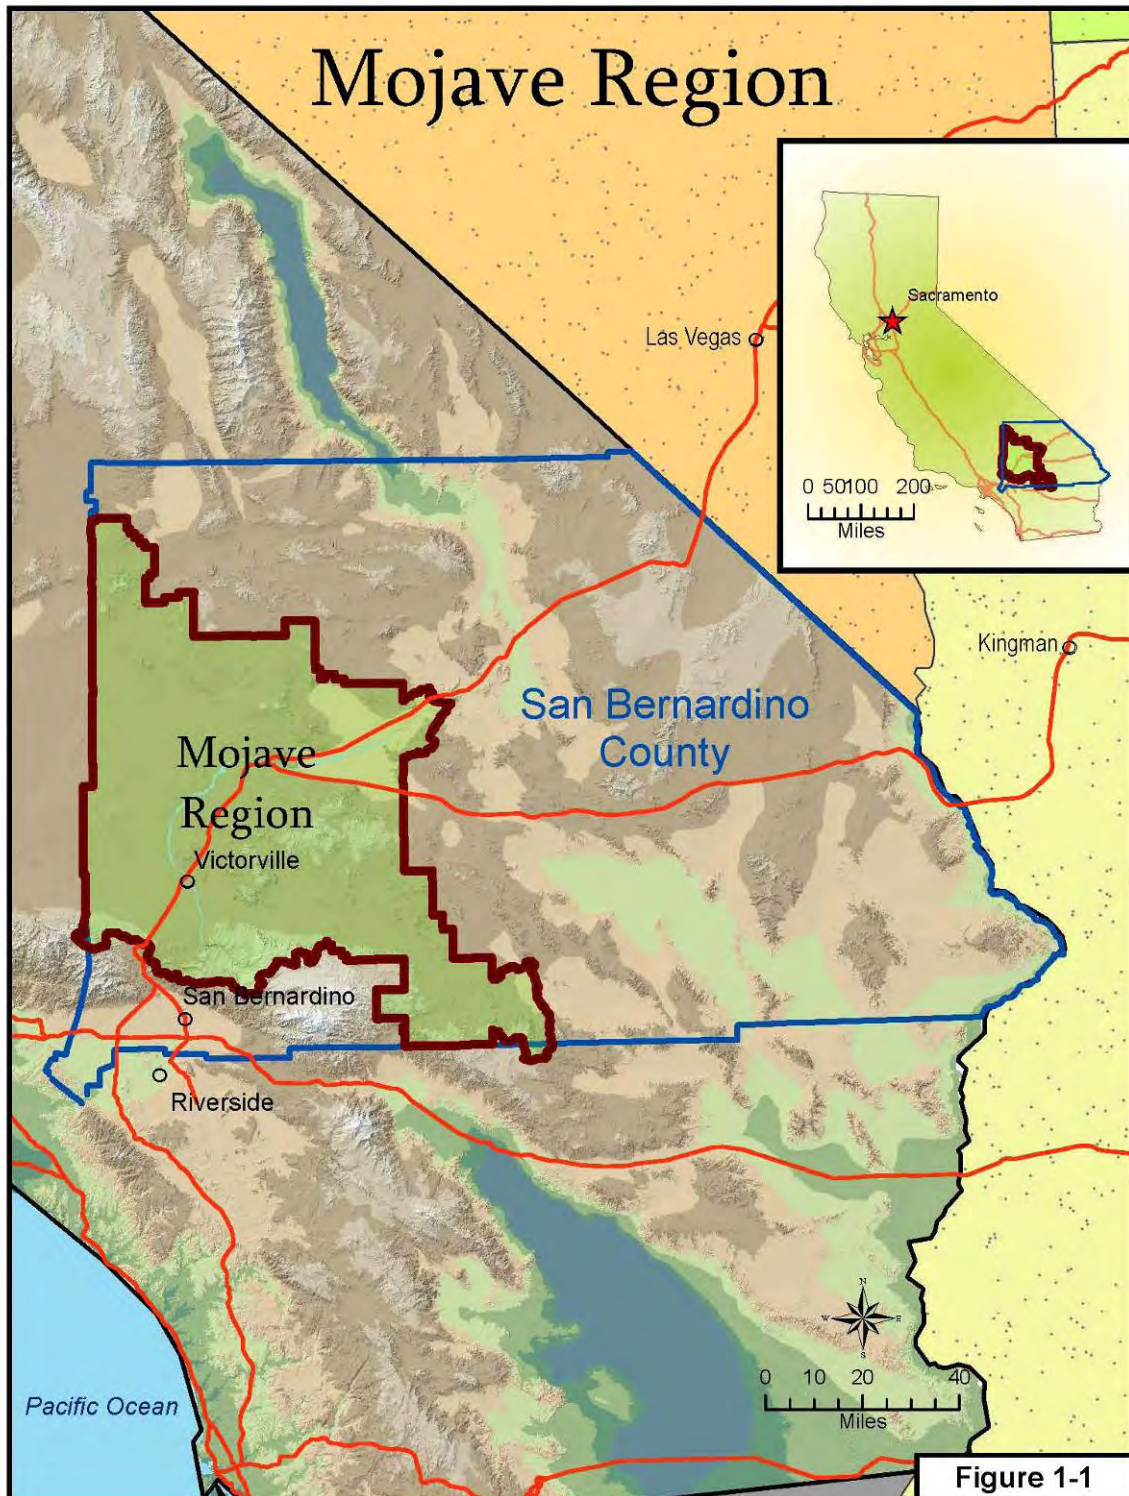 Mojave Region
Sacramento
0 50100 200
Miles
Las Vegas
Kingman
San Bernardino
County
Mojave
Region
Victorville
San Bernardino
Riverside
N
W E
S
0 10 20 40
Miles
Pacific Ocean
Figure 1-1